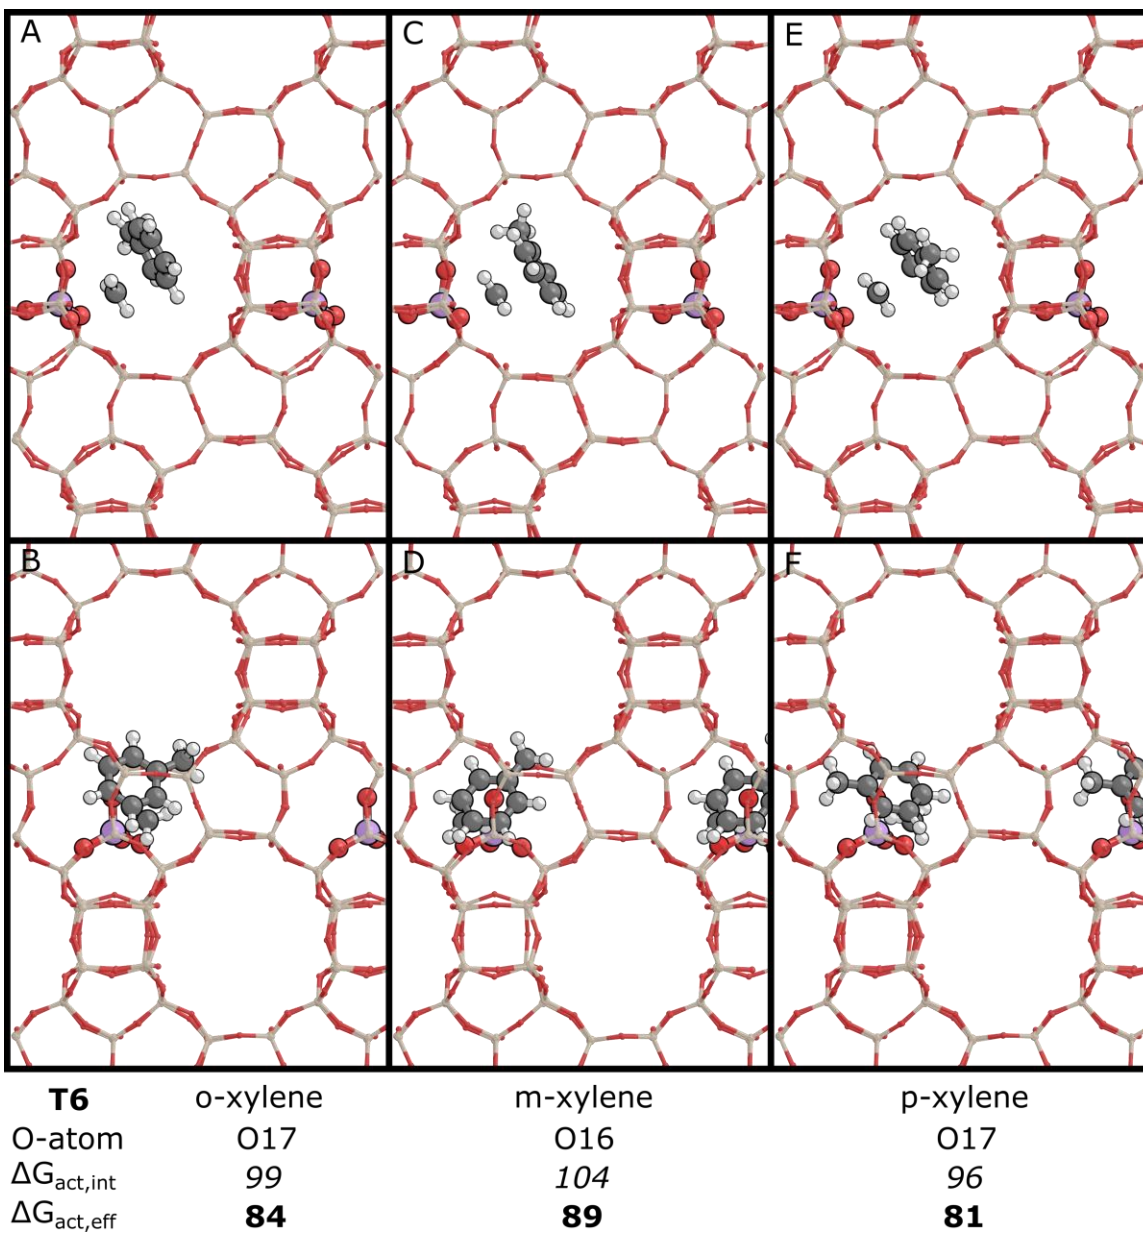 A C E
B D F
T6 o-xylene m-xylene p-xylene
O-atom O17 O16 O17
ΔGact,int 99 104 96
ΔGact,eff 84 89 81